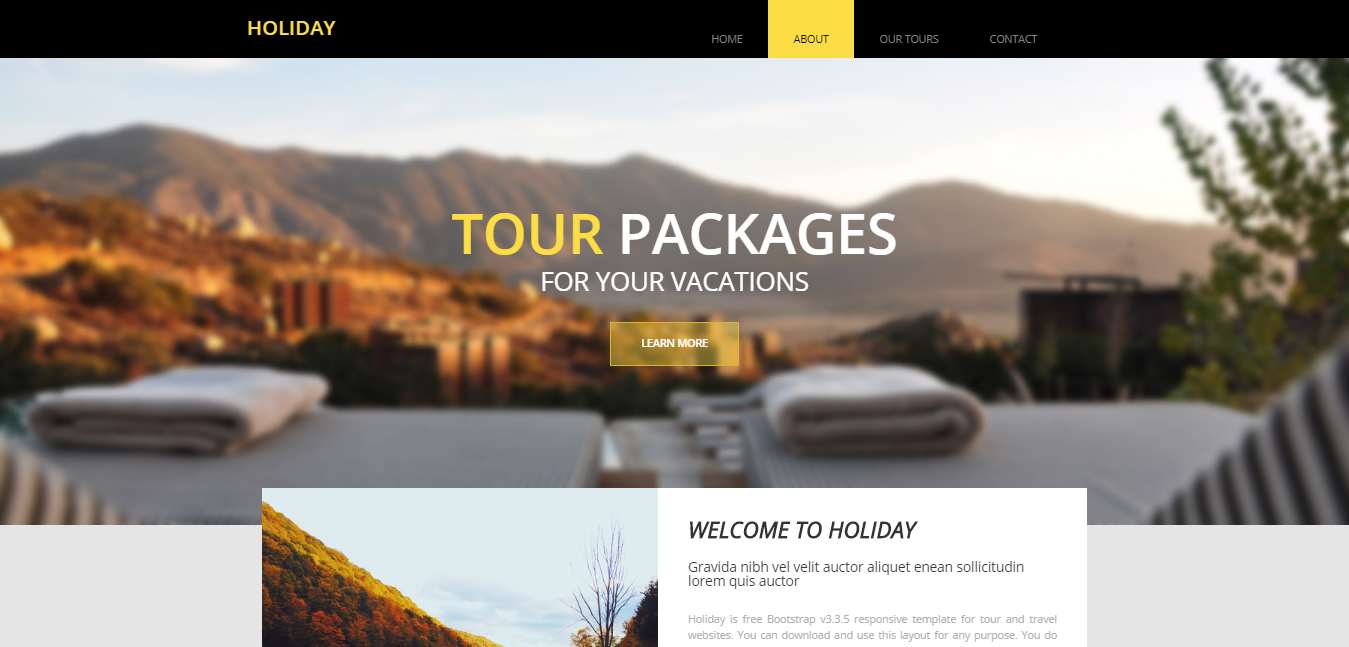 HOLIDAY
HOME ABOUT OUR TOURS CONTACT
TOUR PACKAGES
FOR YOUR VACATIONS
LEARN MORE
WELCOME TO HOLIDAY
Gravida nibh vel velit auctor aliquet enean sollicitudin
lorem quis auctor
Holiday is free Bootstrap v3.3.5 responsive template for tour and travel
websites. You can download and use this layout for any purpose. You do